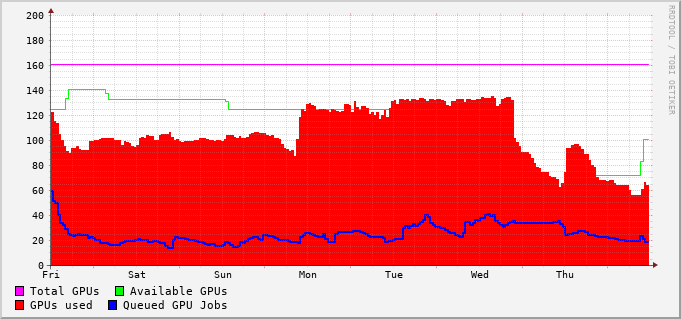 200
180
160
140
120
100
80
60
40
20
0
Fri Sat Sun Mon Tue Wed Thu
Total GPUs Available GPUs
GPUs used Queued GPU Jobs
RRDTOOL / TOBI OETIKER